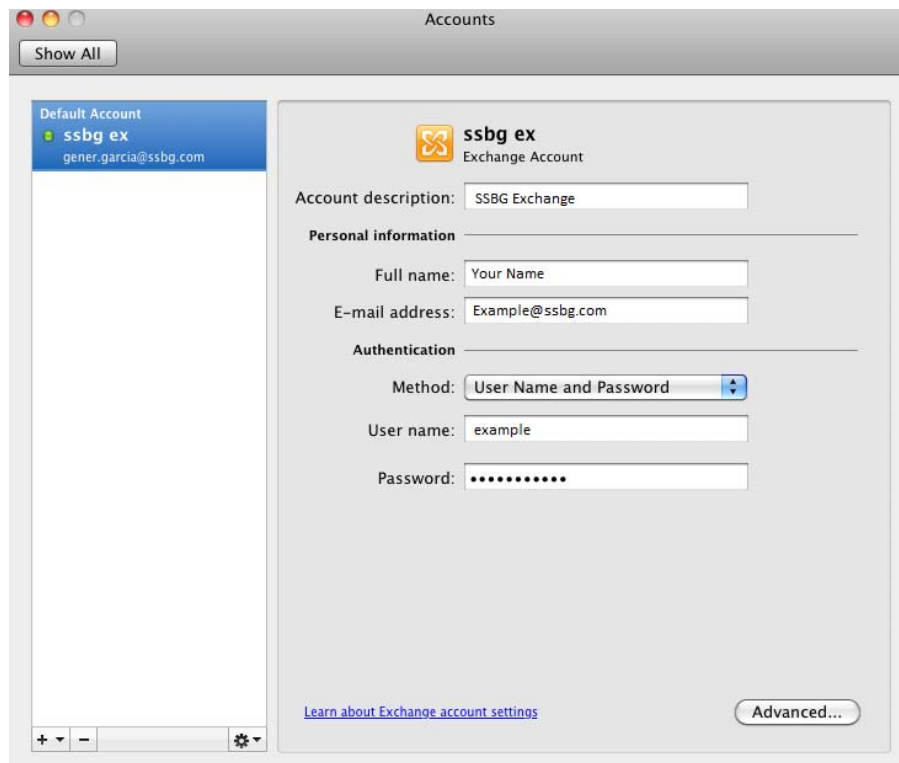 Accounts
Show All
Default Account
ssbg ex
gener.garcia@ssbg.com
ssbg ex
Exchange Account
Account description: SSBG Exchange
Personal information
Full name: Your Name
E-mail address: Example@ssbg.com
Authentication
Method: User Name and Password
User name: example
Password: •••••••••••
Learn about Exchange account settings
Advanced...